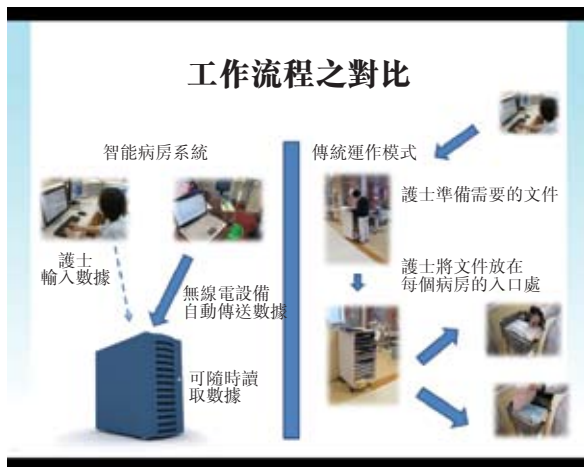 工作流程之對比
智能病房系統
護士
輸入數據
無線電設備
自動傳送數據
可隨時讀
取數據
傳統運作模式
護士準備需要的文件
護士將文件放在
每個病房的入口處